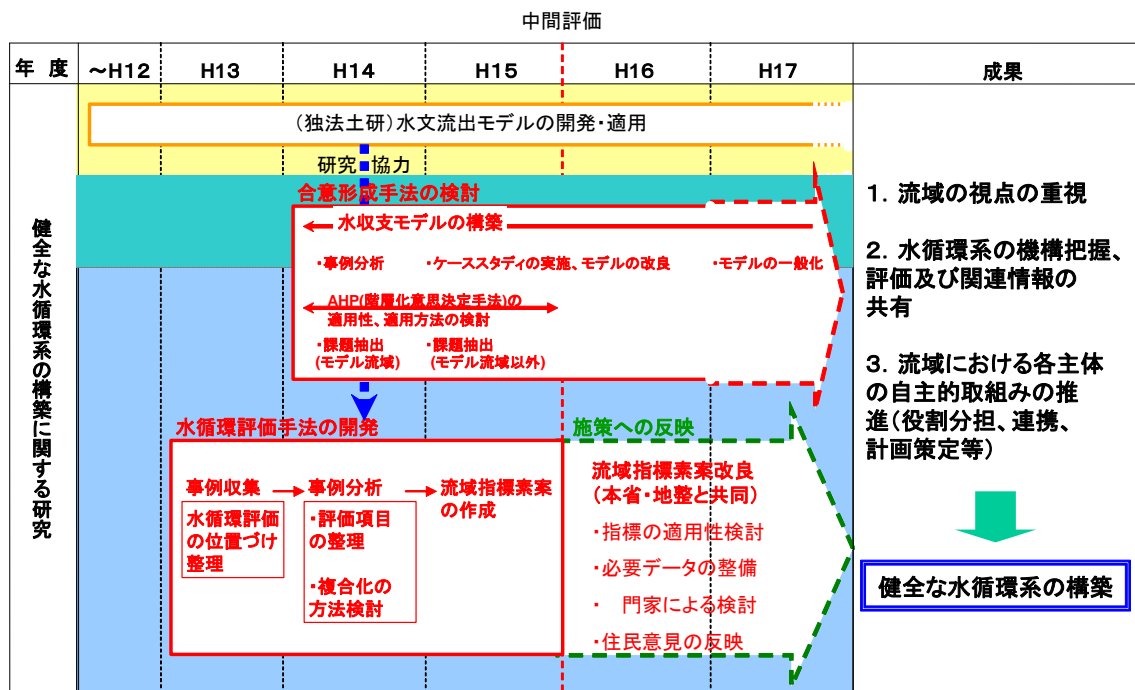 中間評価
年 度
～H12
H13
H14
H15
H16
H17
成果
健全な水循環系の構築に関する研究
(独法土研)水文流出モデルの開発・適用
研究 協力
合意形成手法の検討
水収支モデルの構築
・事例分析
・ケーススタディの実施、モデルの改良
・モデルの一般化
AHP(階層化意思決定手法)の
適用性、適用方法の検討
・課題抽出
(モデル流域)
・課題抽出
(モデル流域以外)
水循環評価手法の開発
事例収集
水循環評価
の位置づけ
整理
事例分析
・評価項目
の整理
・複合化の
方法検討
流域指標素案
の作成
施策への反映
流域指標素案改良
(本省・地整と共同)
・指標の適用性検討
・必要データの整備
・ 門家による検討
・住民意見の反映
1. 流域の視点の重視
2. 水循環系の機構把握、
評価及び関連情報の
共有
3. 流域における各主体
の自主的取組みの推
進(役割分担、連携、
計画策定等)
健全な水循環系の構築